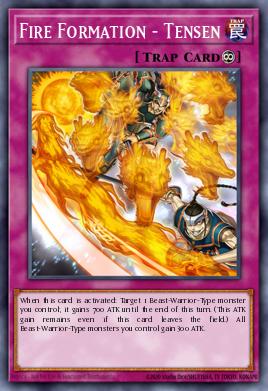 Fire Formation - Tensen
TRAP
罠
[Trap Card
]
When this card is activated: Target 1 Beast-Warrior-Type monster
you control; it gains 700 ATK until the end of this turn. (This ATK
gain remains even if this card leaves the field.) All
Beast-Warrior-Type monsters you control gain 300 ATK.